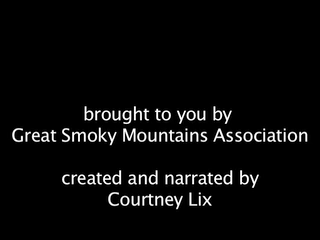 brought to you by
Great Smoky Mountains Association
created and narrated by
Courtney Lix